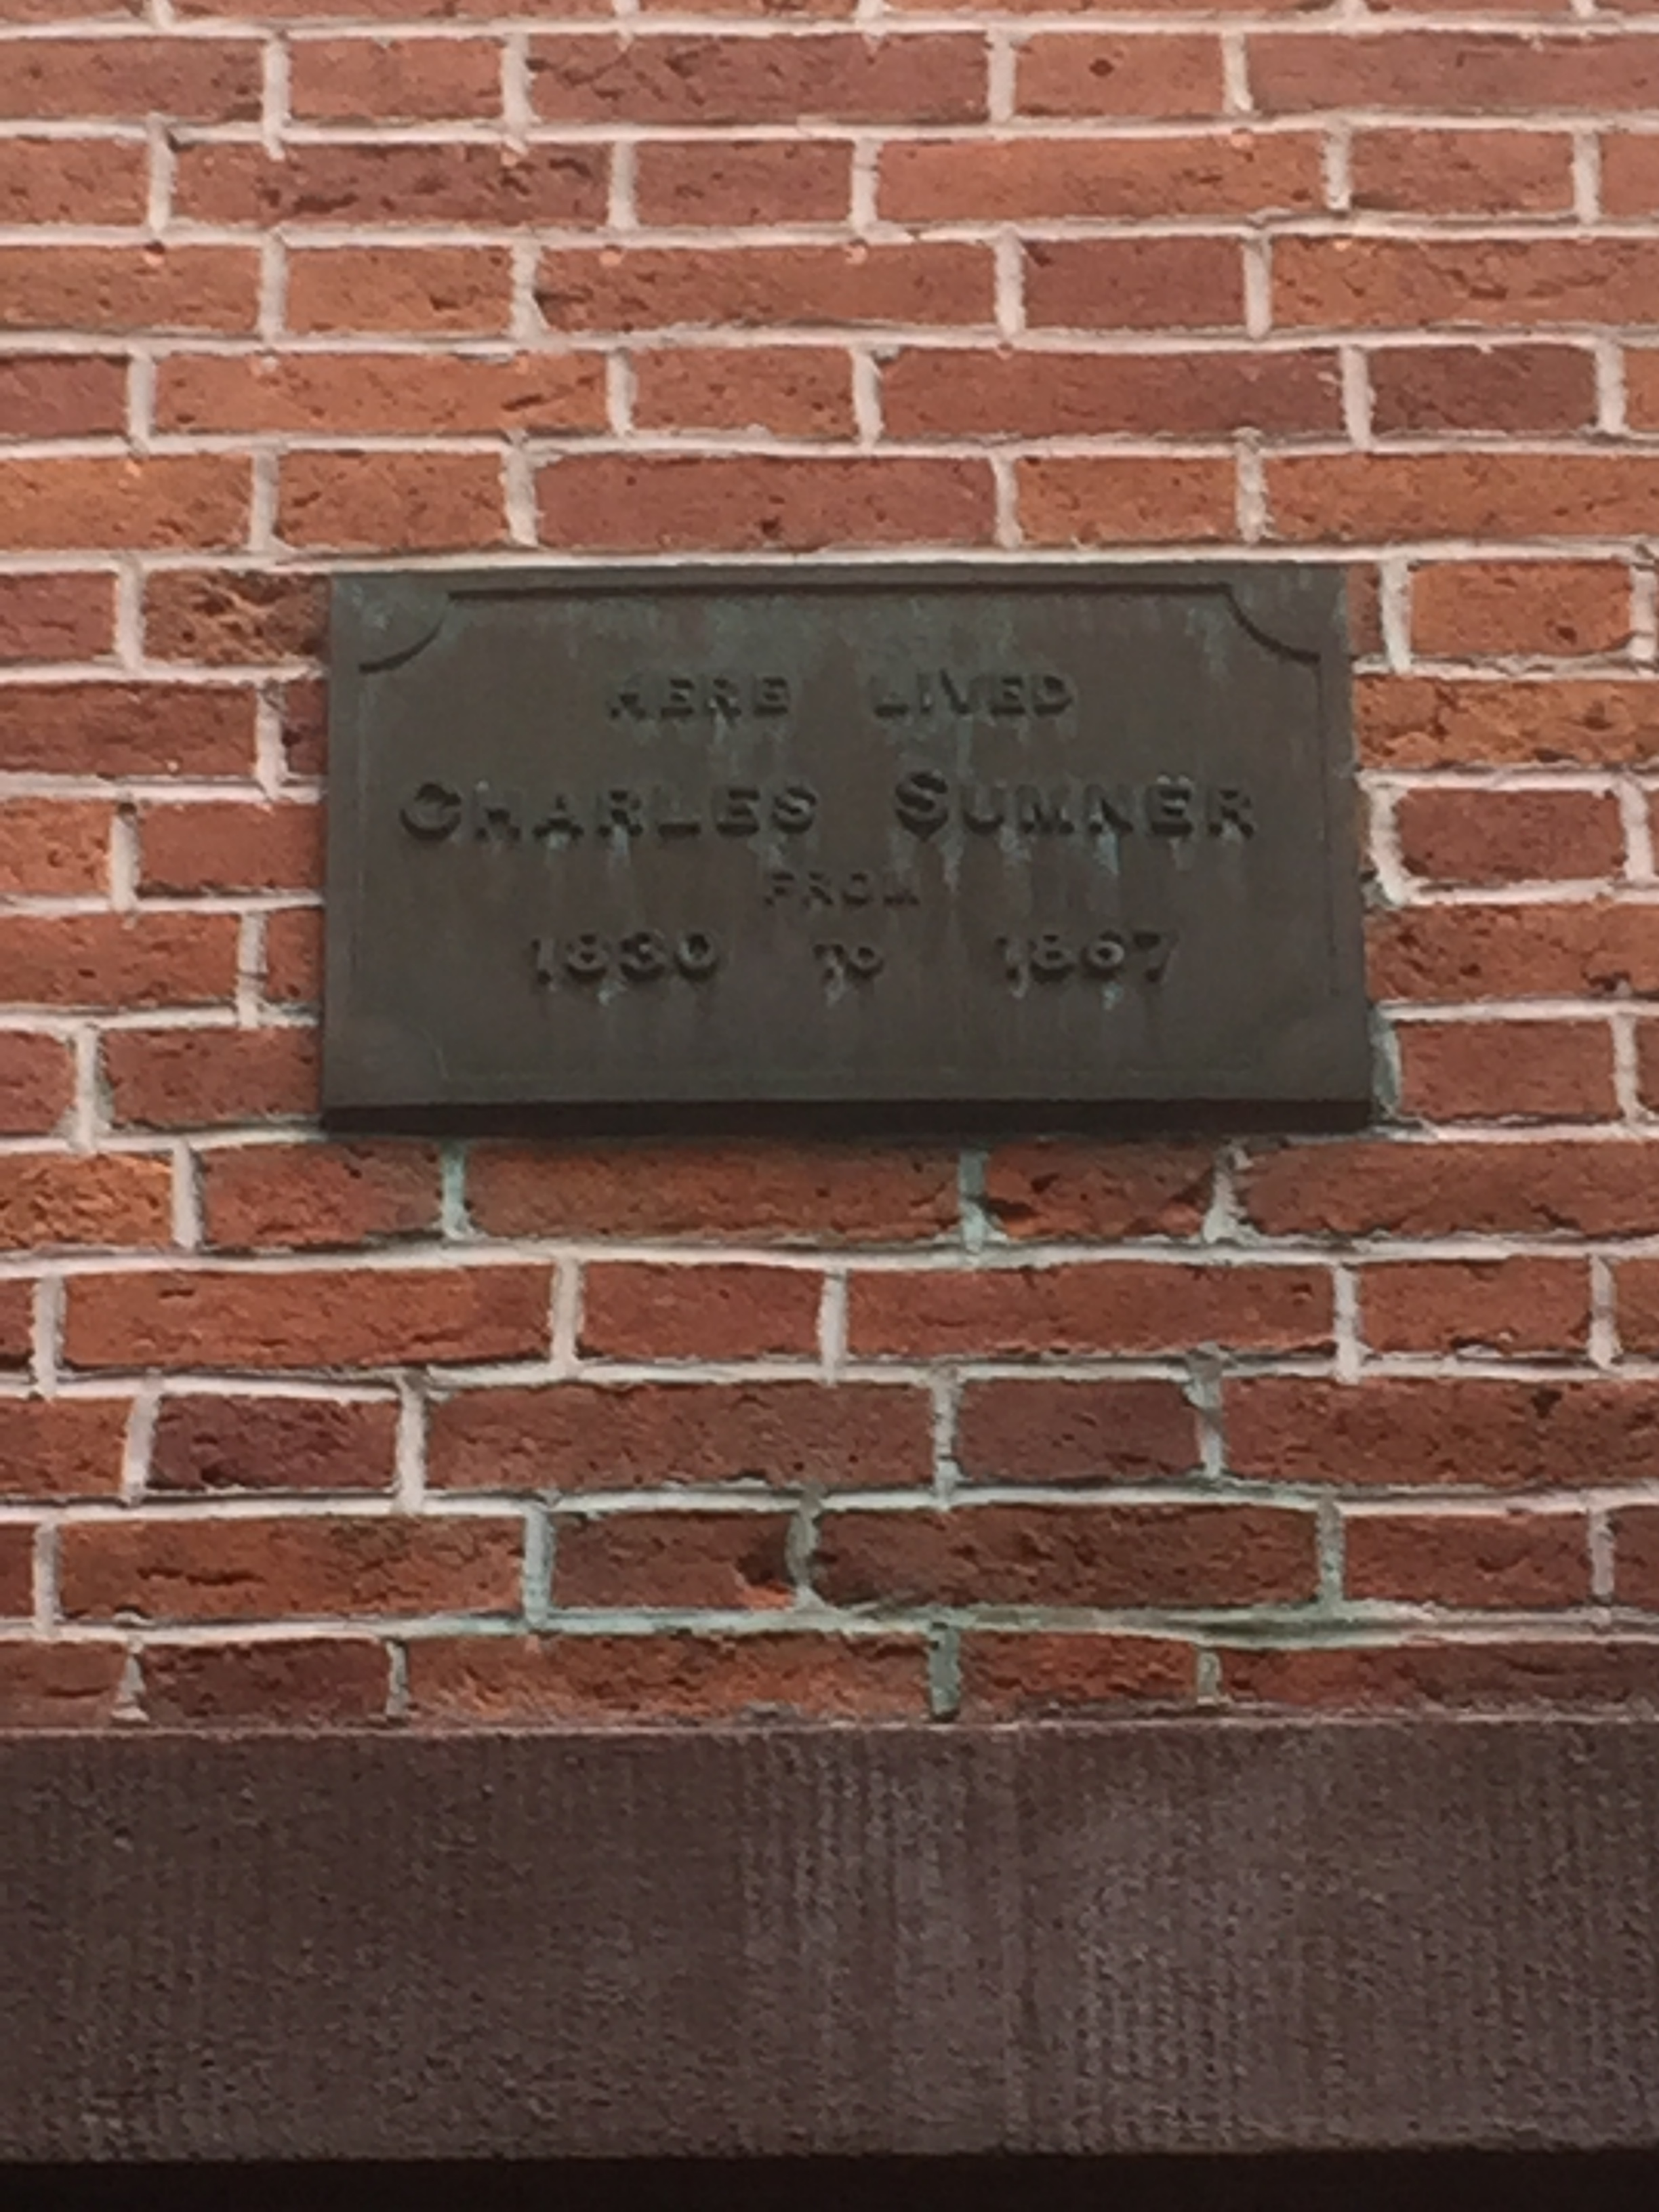 HERE LIVED
CHARLES SUMNER
FROM
1830 TO 1867